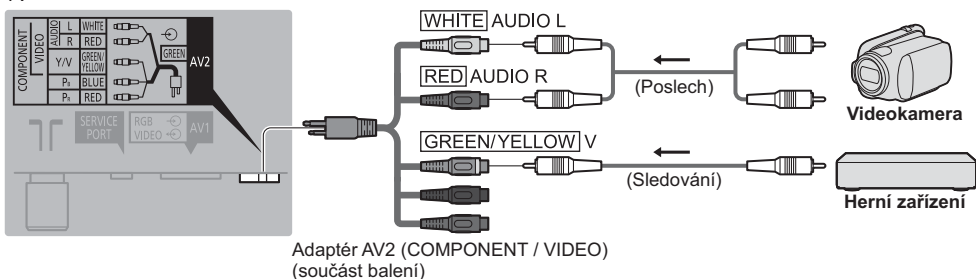 COMPONENT
VIDEO
AUDIO
L WHITE
R RED
Y/V GREEN/YELLOW
PB BLUE
PR RED
GREEN
AV2
SERVICE PORT
RGB
VIDEO
AV1
WHITE AUDIO L
RED AUDIO R
(Poslech)
GREEN/YELLOW V
(Sledování)
Videokamera
Herní zařízení
Adaptér AV2 (COMPONENT / VIDEO)
(součást balení)